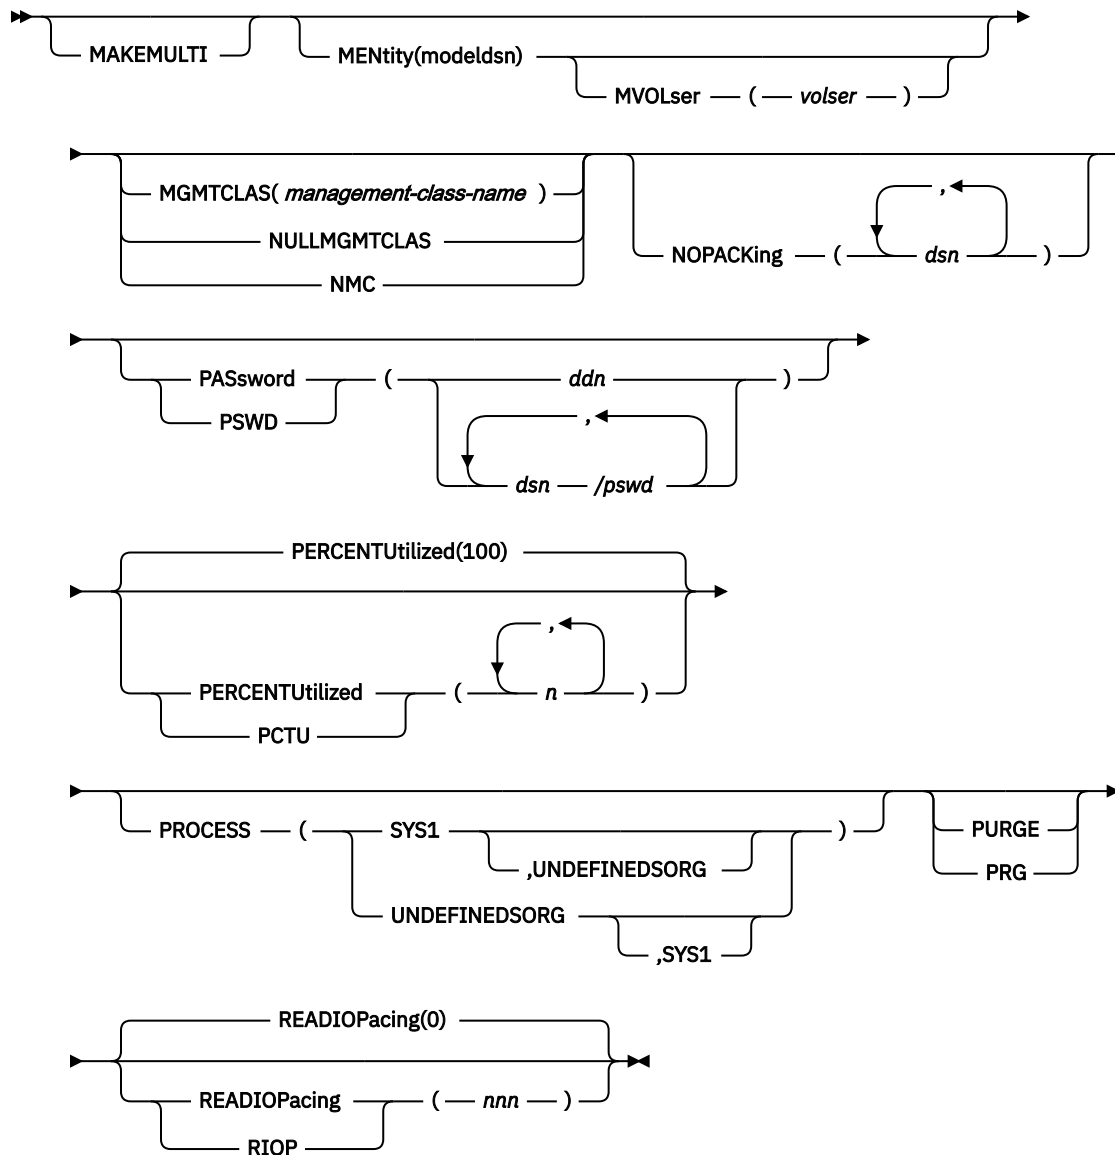 MAKEMULTI
MENtity(modeldsn)
MVOLser ( volser )
MGMTCLAS( management-class-name )
NULLMGMTCLAS
NMC
NOPACKing ( dsn )
,
PASsword ( ddn )
PSWD
,
dsn /pswd
PERCENTUtilized(100)
,
PERCENTUtilized ( n )
PCTU
PROCESS ( SYS1 )
,UNDEFINEDSORG
UNDEFINEDSORG
,SYS1
PURGE
PRG
READIOPacing(0)
READIOPacing ( nnn )
RIOP